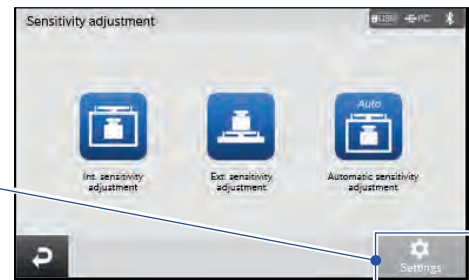 Sensitivity adjustment
USB PC
Auto
Int. sensitivity
adjustment
Ext. sensitivity
adjustment
Automatic sensitivity
adjustment
Settings